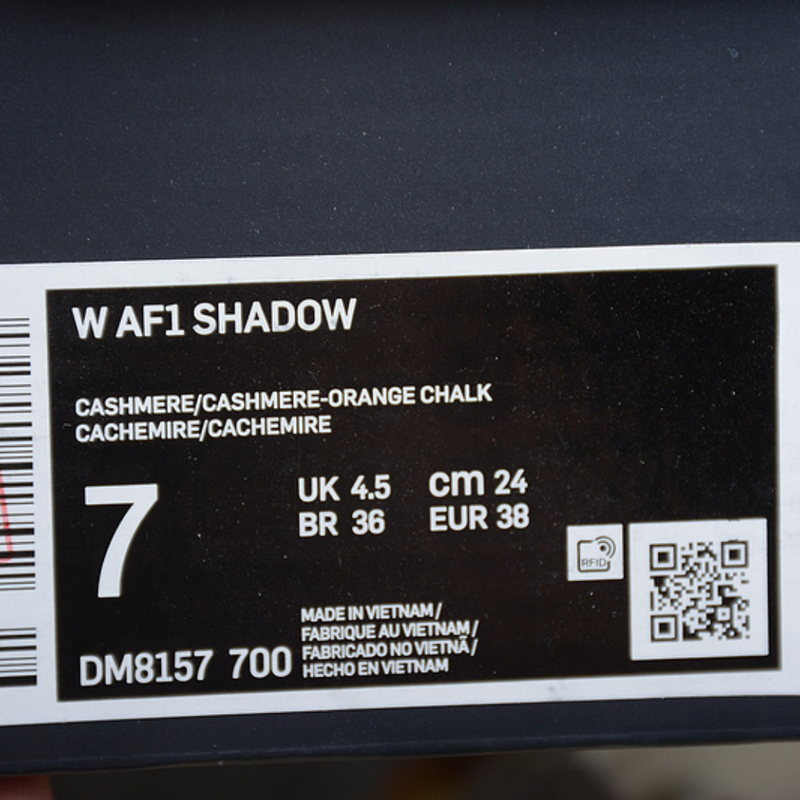 W AF1 SHADOW
CASHMERE/CASHMERE-ORANGE CHALK
CACHEMIRE/CACHEMIRE
7
UK 4.5 cm 24
BR 36 EUR 38
RFID
MADE IN VIETNAM /
FABRIQUE AU VIETNAM /
FABRICADO NO VIETNÃ /
HECHO EN VIETNAM
DM8157 700